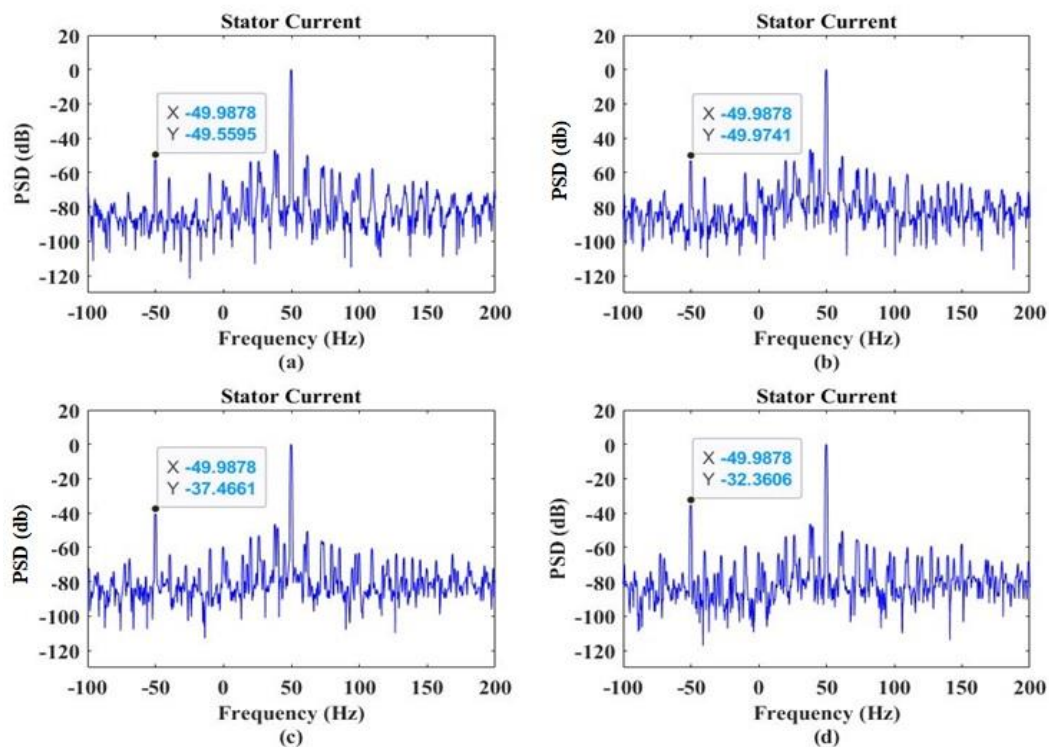 Stator Current
20
0
-20
-40
-60
-80
-100
-120
PSD (dB)
X -49.9878
Y -49.5595
-100 -50 0 50 100 150 200
Frequency (Hz)
(a)
Stator Current
20
0
-20
-40
-60
-80
-100
-120
PSD (db)
X -49.9878
Y -49.9741
-100 -50 0 50 100 150 200
Frequency (Hz)
(b)
Stator Current
20
0
-20
-40
-60
-80
-100
-120
PSD (db)
X -49.9878
Y -37.4661
-100 -50 0 50 100 150 200
Frequency (Hz)
(c)
Stator Current
20
0
-20
-40
-60
-80
-100
-120
PSD (dB)
X -49.9878
Y -32.3606
-100 -50 0 50 100 150 200
Frequency (Hz)
(d)